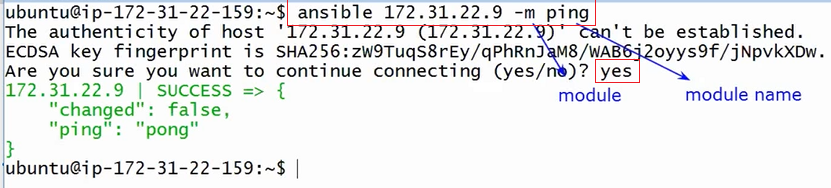 ubuntu@ip-172-31-22-159:~$ ansible 172.31.22.9 -m ping
The authenticity of host '172.31.22.9 (172.31.22.9)' can't be established.
ECDSA key fingerprint is SHA256:zW9TuqS8rEy/qPhRnJaM8/WAB6j2oyys9f/jNpvkXDw.
Are you sure you want to continue connecting (yes/no)? yes
172.31.22.9 | SUCCESS => {
module
module name
"changed": false,
"ping": "pong"
}
ubuntu@ip-172-31-22-159:~$